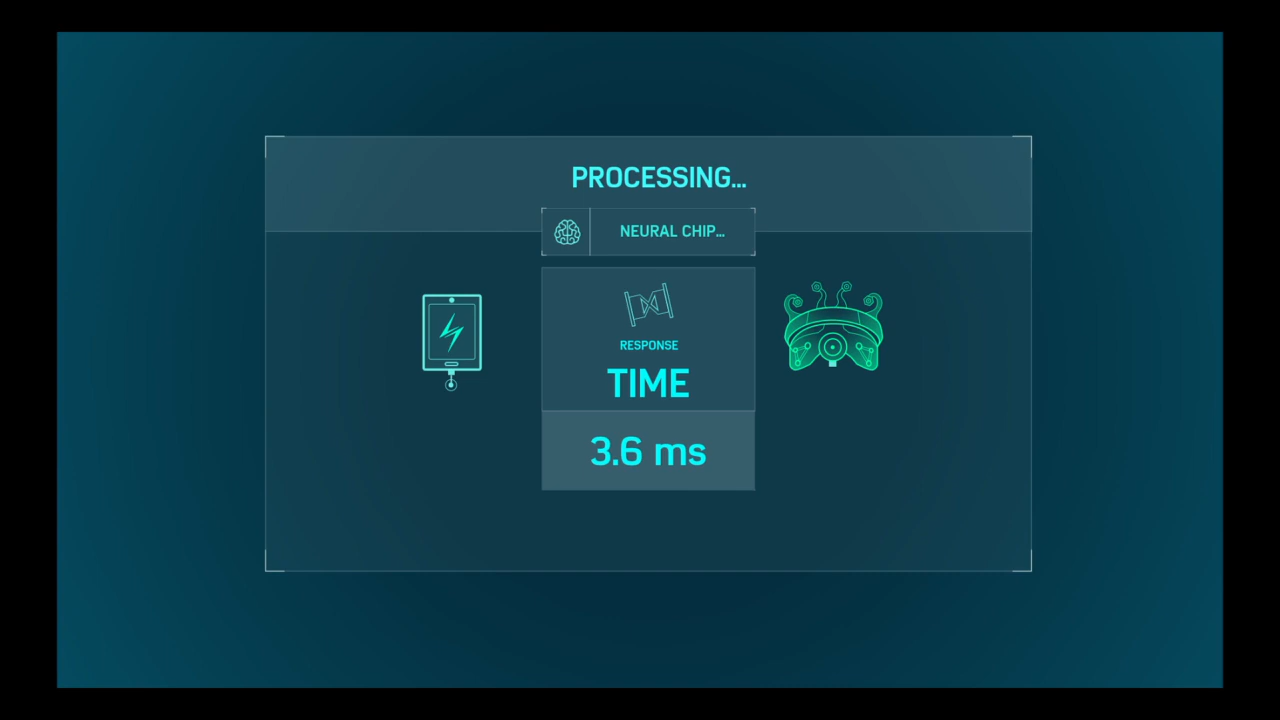 PROCESSING...
NEURAL CHIP...
RESPONSE
TIME
3.6 ms